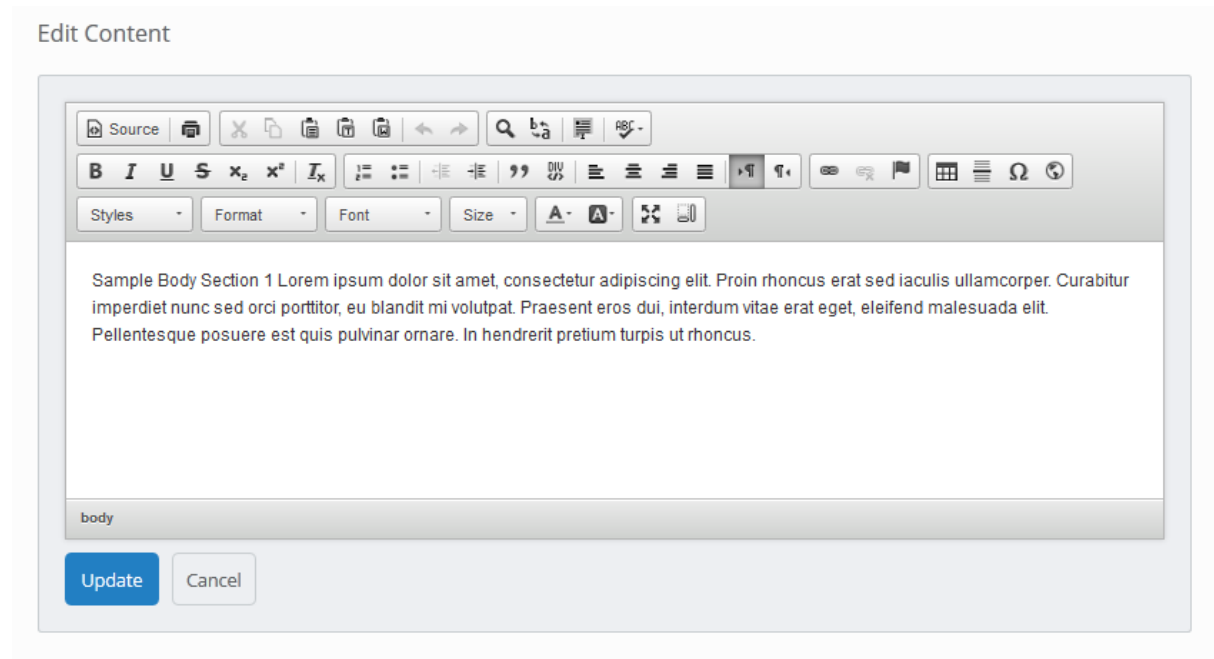 Edit Content
Source
B I U S x₂ x² Iₓ
Styles Format Font Size A A
Sample Body Section 1 Lorem ipsum dolor sit amet, consectetur adipiscing elit. Proin rhoncus erat sed iaculis ullamcorper. Curabitur
imperdiet nunc sed orci porttitor, eu blandit mi volutpat. Praesent eros dui, interdum vitae erat eget, eleifend malesuada elit.
Pellentesque posuere est quis pulvinar ornare. In hendrerit pretium turpis ut rhoncus.
body
Update Cancel